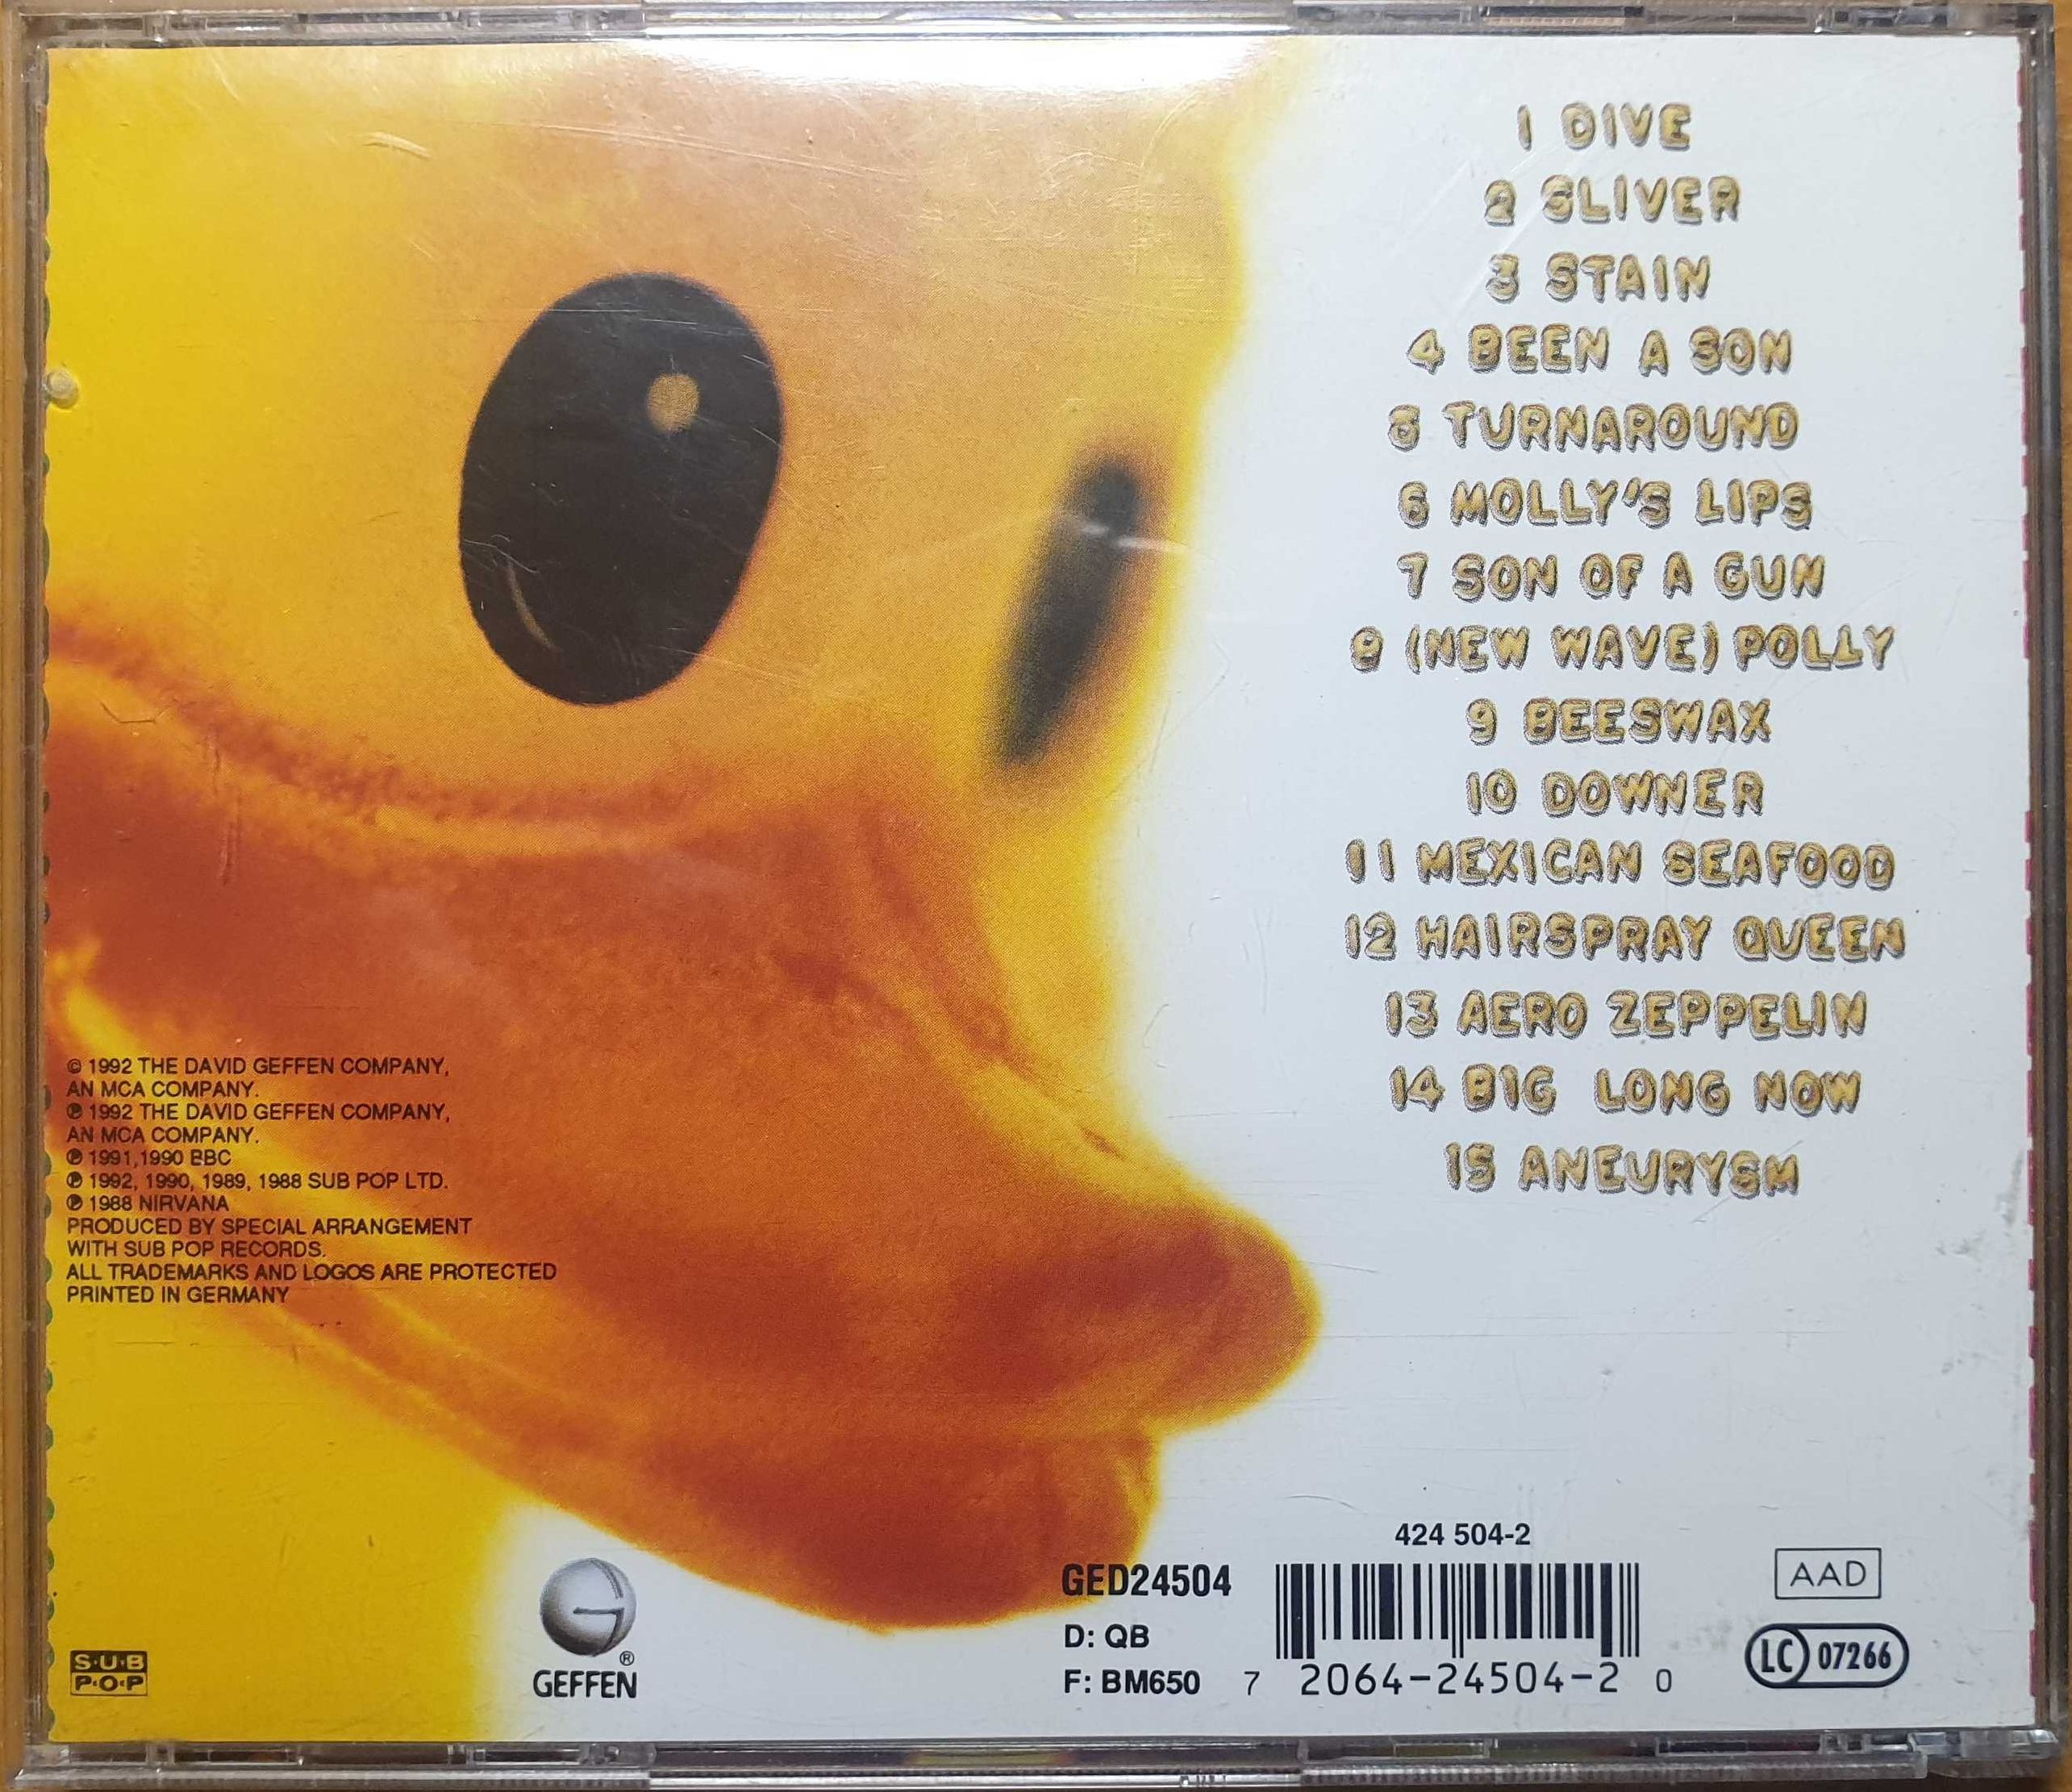 1 DIVE
2 SLIVER
3 STAIN
4 BEEN A SON
5 TURNAROUND
6 MOLLY'S LIPS
7 SON OF A GUN
8 (NEW WAVE) POLLY
9 BEESWAX
10 DOWNER
11 MEXICAN SEAFOOD
12 HAIRSPRAY QUEEN
13 AERO ZEPPELIN
14 BIG LONG NOW
15 ANEURYSM
© 1992 THE DAVID GEFFEN COMPANY,
AN MCA COMPANY.
℗ 1992 THE DAVID GEFFEN COMPANY,
AN MCA COMPANY.
℗ 1991,1990 BBC
℗ 1992, 1990, 1989, 1988 SUB POP LTD.
℗ 1988 NIRVANA
PRODUCED BY SPECIAL ARRANGEMENT
WITH SUB POP RECORDS.
ALL TRADEMARKS AND LOGOS ARE PROTECTED
PRINTED IN GERMANY
S·U·B
P·O·P
G
®
GEFFEN
GED24504
D: QB
F: BM650
424 504-2
7 2064-24504-2 0
AAD
LC 07266